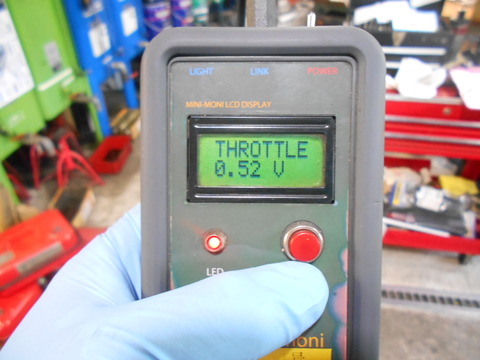 LIGHT LINK POWER
MINI-MONI LCD DISPLAY
THROTTLE
0.52 V
LED